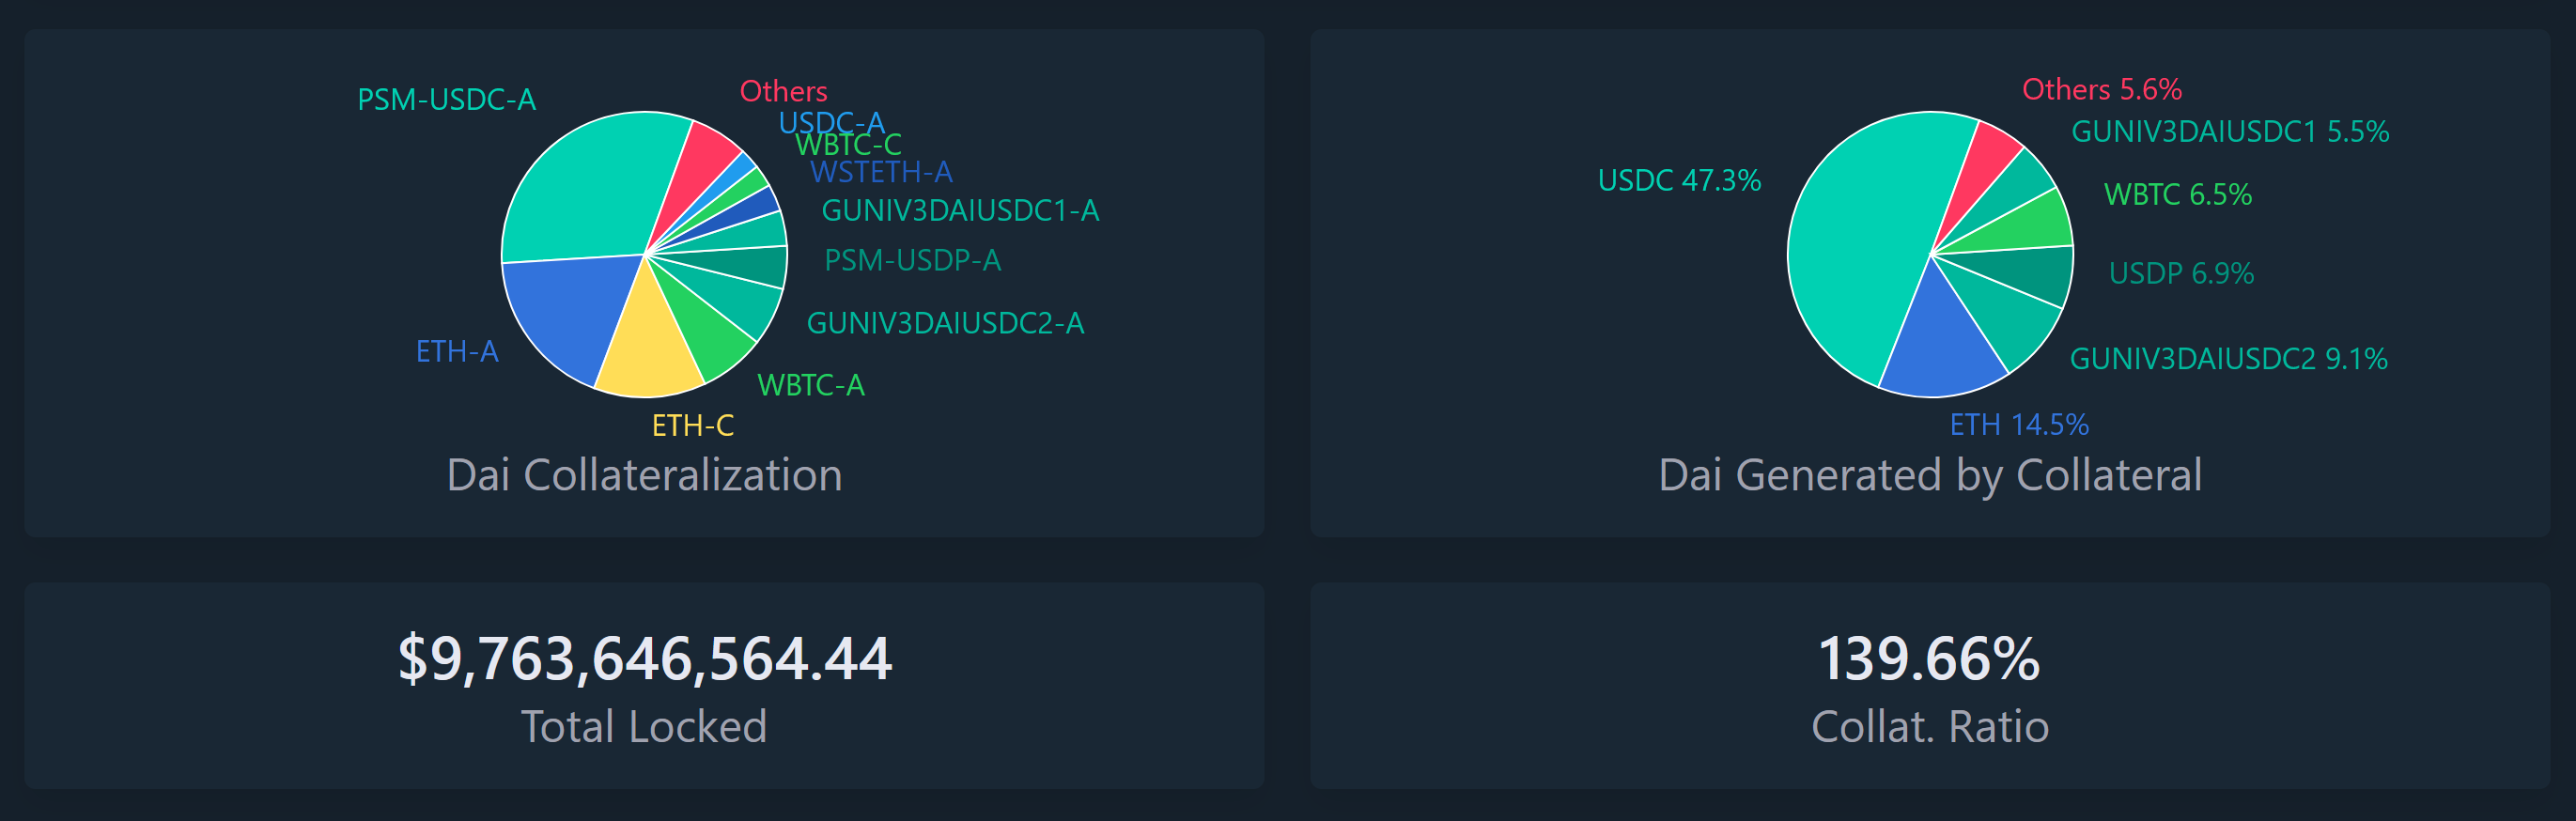 PSM-USDC-A
Others
USDC-A
WBTC-C
WSTETH-A
GUNIV3DAIUSDC1-A
PSM-USDP-A
GUNIV3DAIUSDC2-A
WBTC-A
ETH-C
ETH-A
Dai Collateralization
Others 5.6%
GUNIV3DAIUSDC1 5.5%
WBTC 6.5%
USDP 6.9%
GUNIV3DAIUSDC2 9.1%
ETH 14.5%
USDC 47.3%
Dai Generated by Collateral
$9,763,646,564.44
Total Locked
139.66%
Collat. Ratio